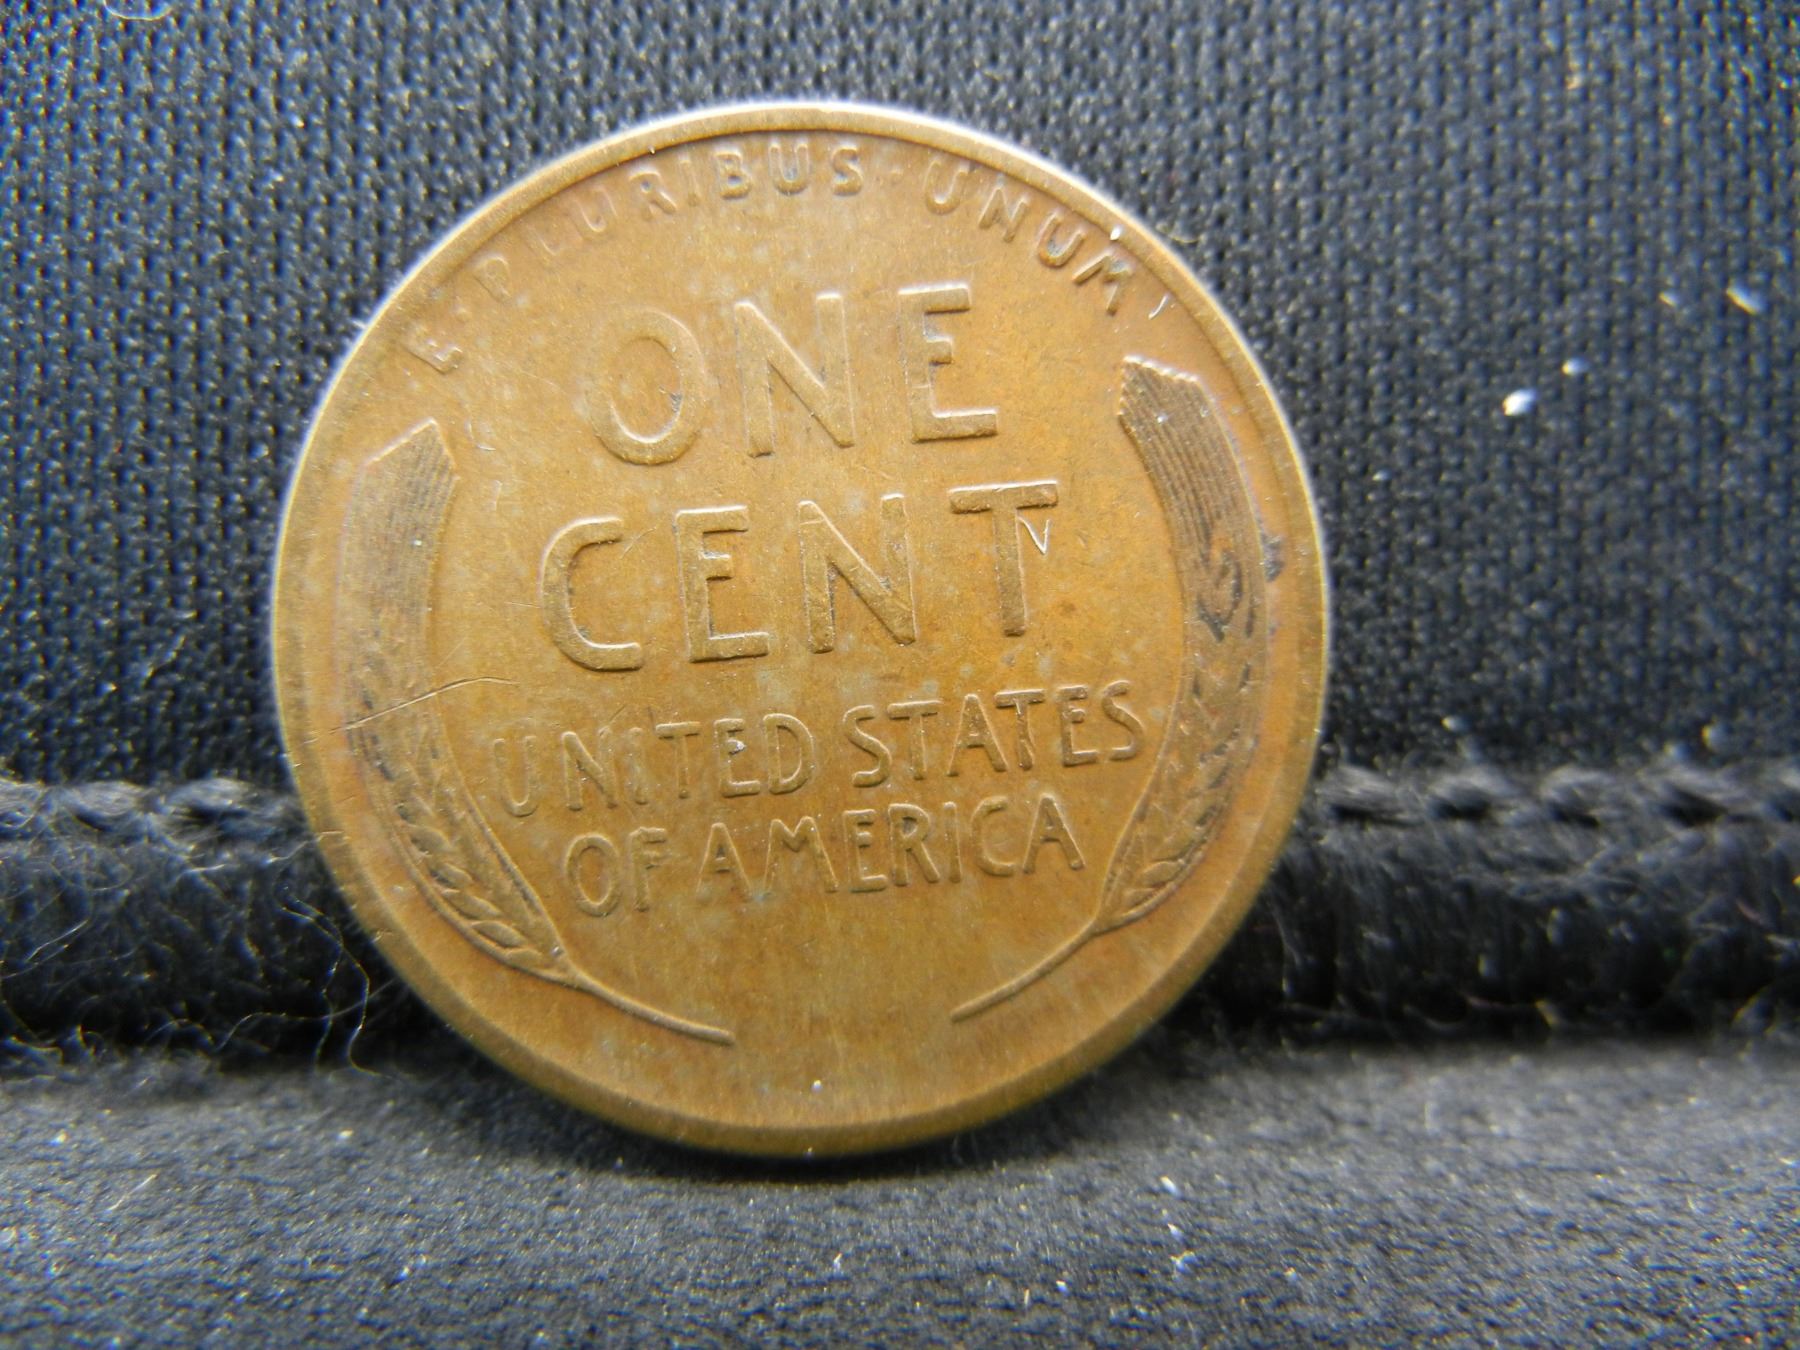 E·PLURIBUS·UNUM
ONE
CENT
UNITED STATES
OF AMERICA